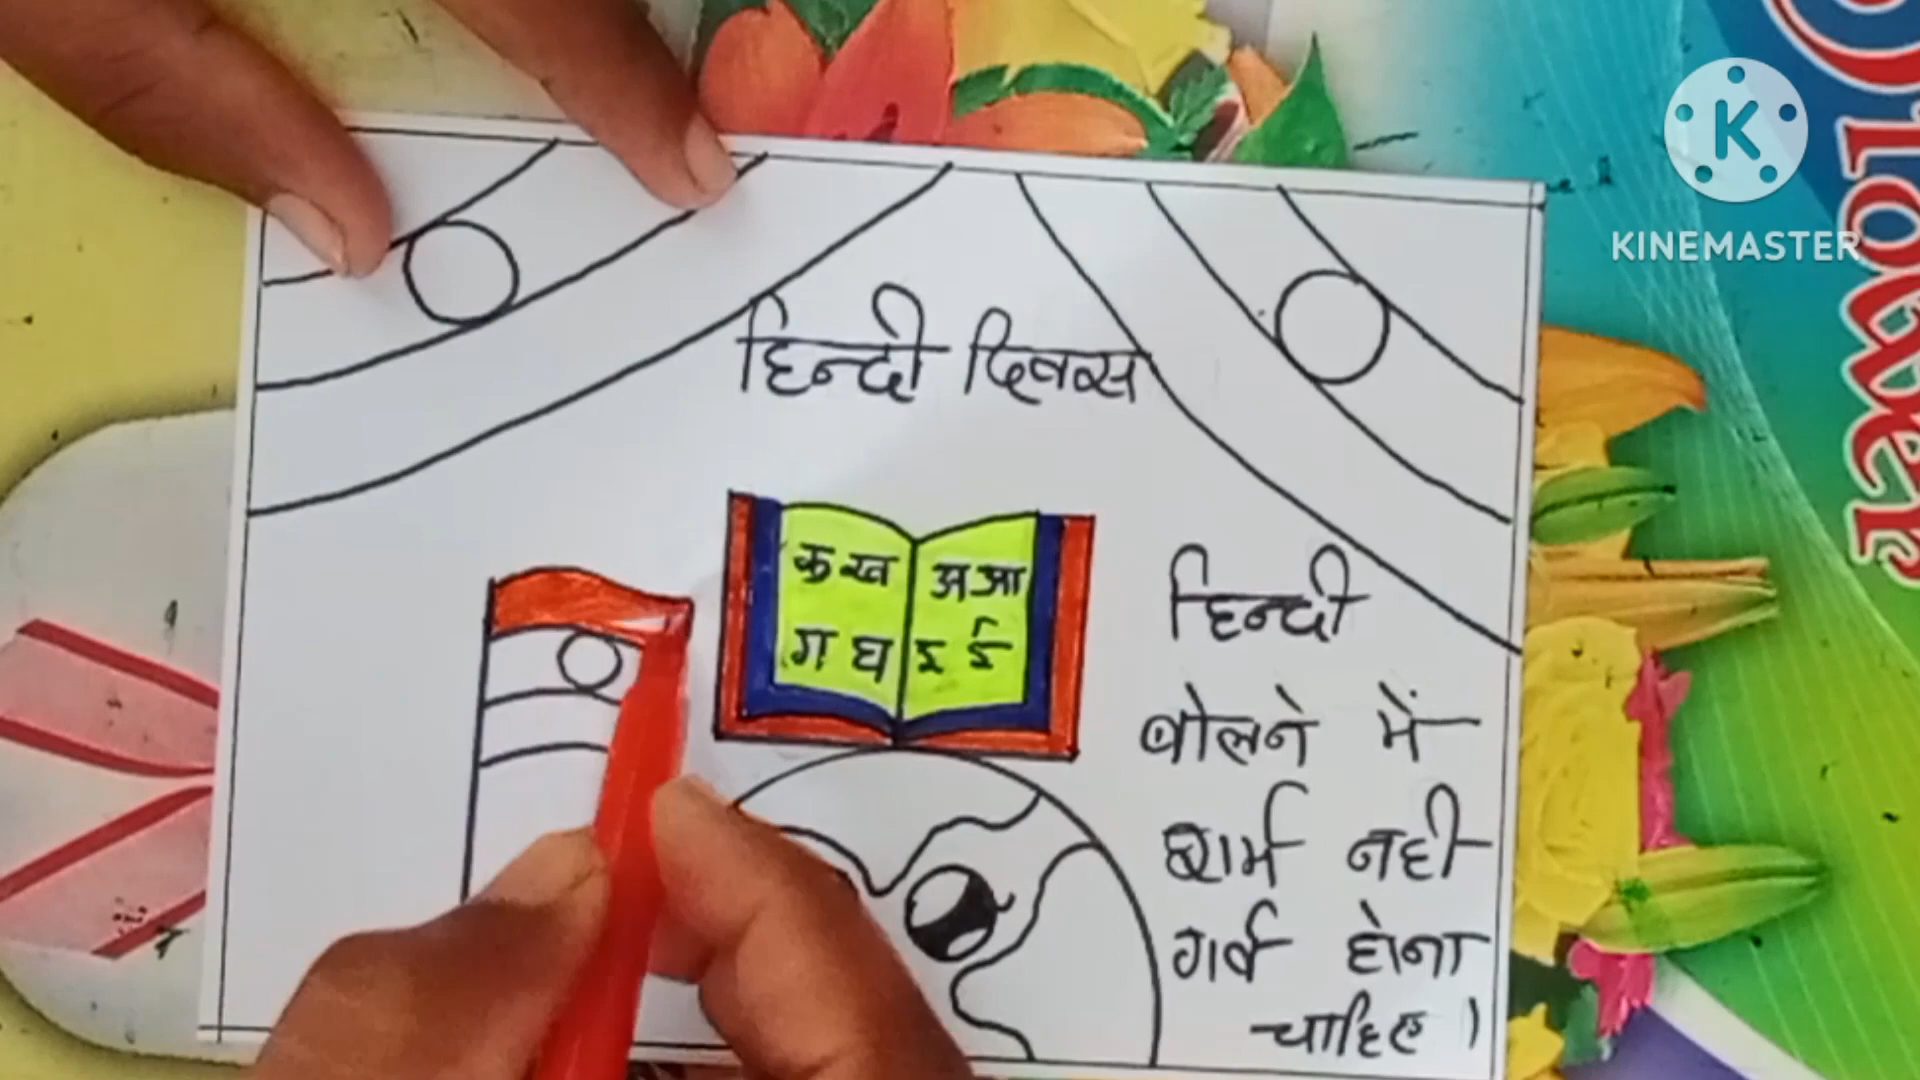 हिन्दी दिवस
क ख अ आ
ग घ इ ई
हिन्दी
बोलने में
शर्म नही
गर्व होना
चाहिए।
KINEMASTER